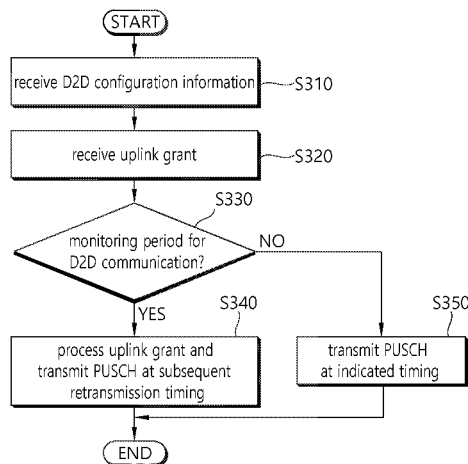 START
receive D2D configuration information
S310
receive uplink grant
S320
S330
monitoring period for
D2D communication?
NO
YES
S340
S350
process uplink grant and
transmit PUSCH at subsequent
retransmission timing
transmit PUSCH
at indicated timing
END